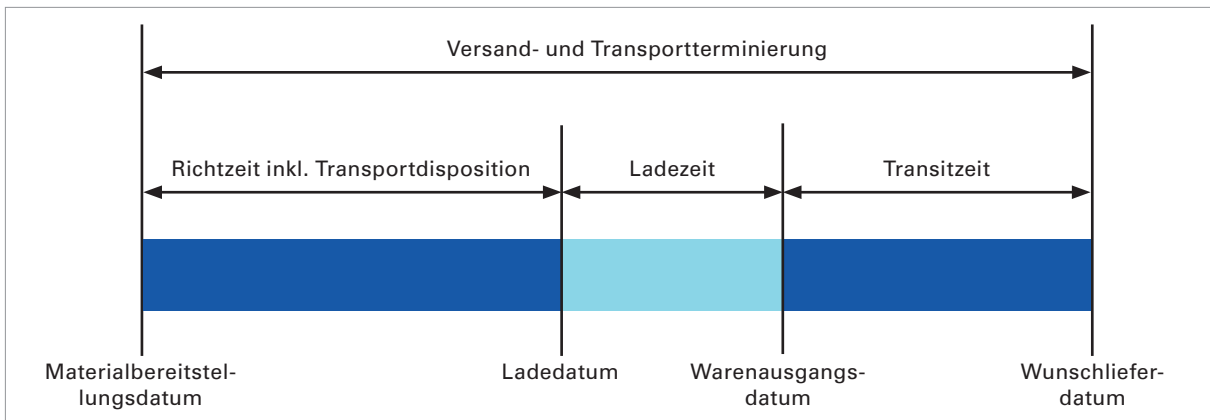 Versand- und Transportterminierung
Richtzeit inkl. Transportdisposition
Ladezeit
Transitzeit
Materialbereitstel-
lungsdatum
Ladedatum
Warenausgangs-
datum
Wunschliefer-
datum